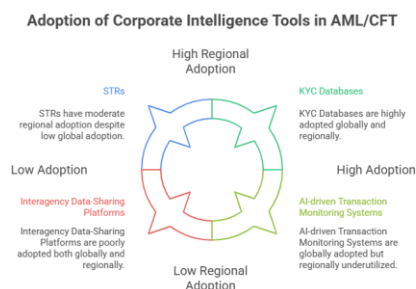 Adoption of Corporate Intelligence Tools in AML/CFT
High Regional
Adoption
STRs
STRs have moderate
regional adoption despite
low global adoption.
KYC Databases
KYC Databases are highly
adopted globally and
regionally.
Low Adoption
High Adoption
Interagency Data-Sharing
Platforms
Interagency Data-Sharing
Platforms are poorly
adopted both globally and
regionally.
AI-driven Transaction
Monitoring Systems
AI-driven Transaction
Monitoring Systems are
globally adopted but
regionally underutilized.
Low Regional
Adoption